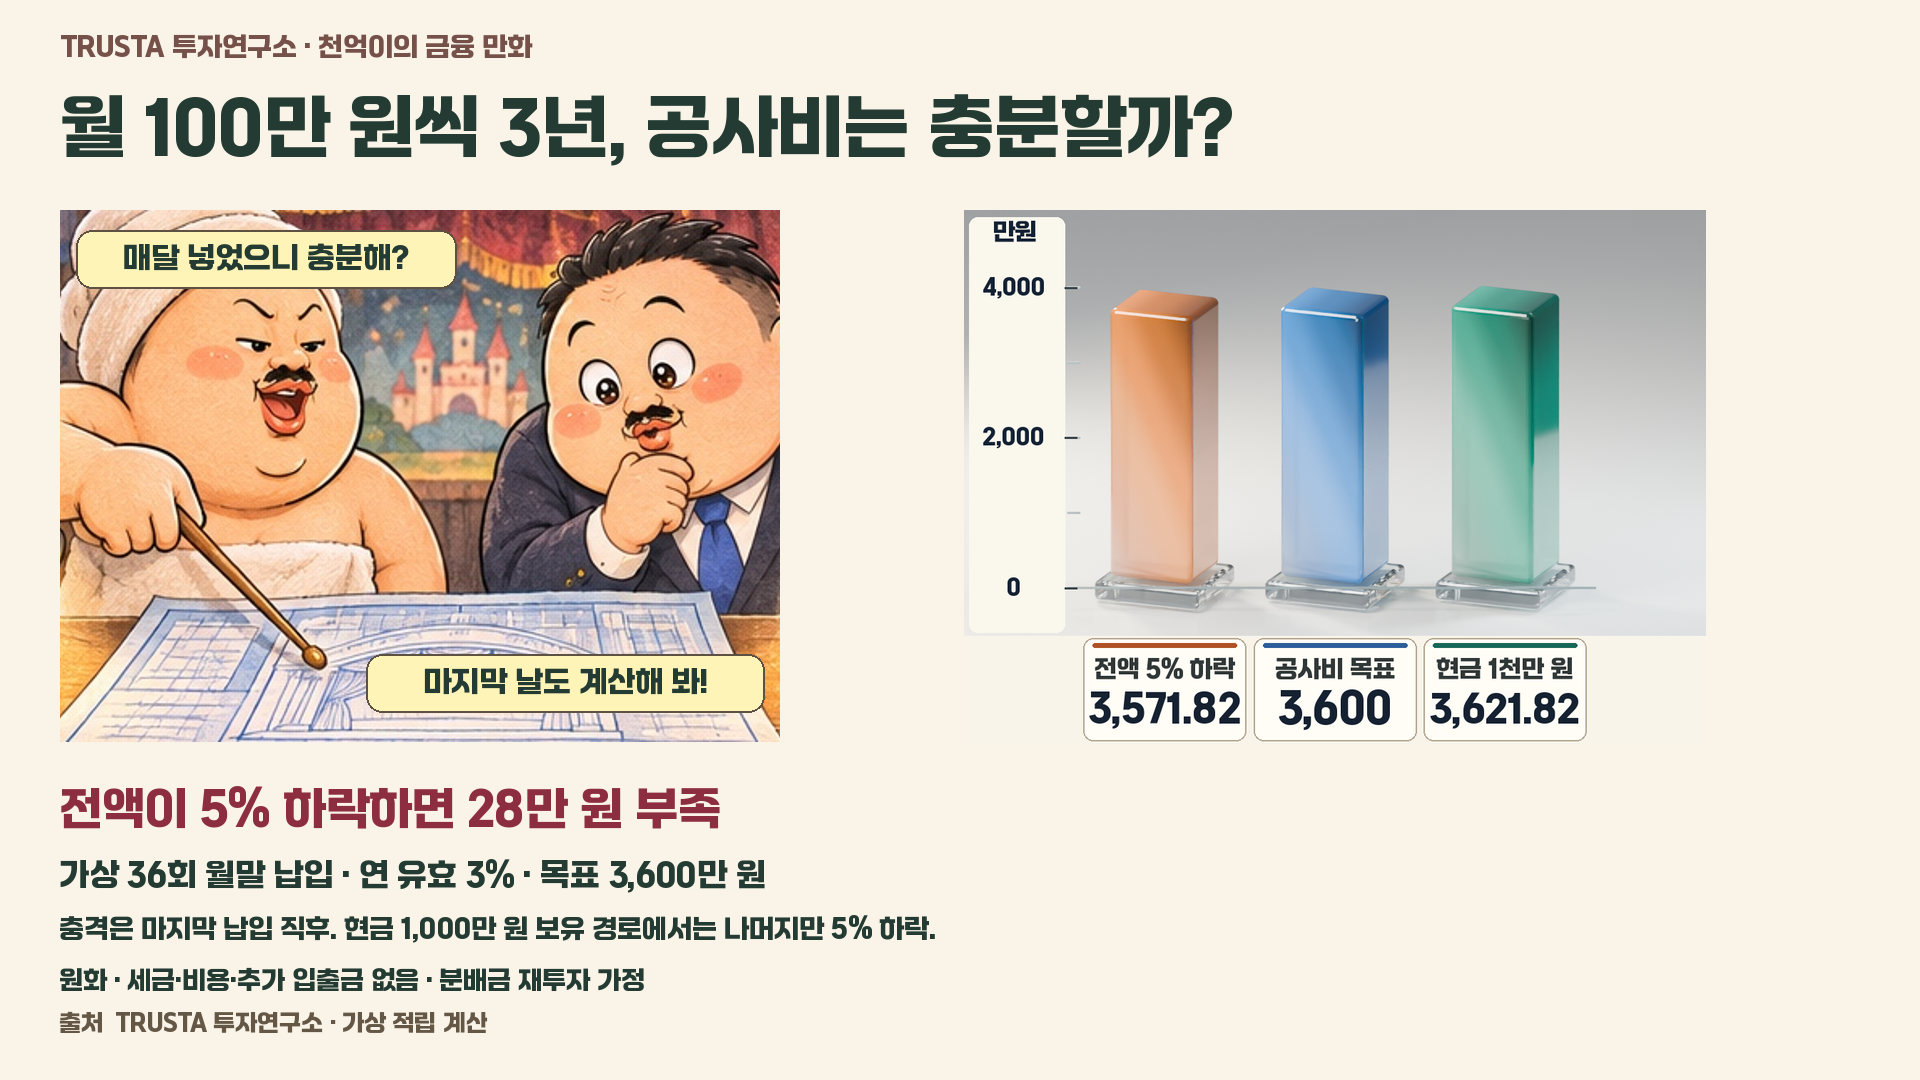 TRUSTA 투자연구소 · 천억이의 금융 만화
월 100만 원씩 3년, 공사비는 충분할까?
매달 넣었으니 충분해?
마지막 날도 계산해 봐!
만원
4,000
2,000
0
전액 5% 하락
3,571.82
공사비 목표
3,600
현금 1천만 원
3,621.82
전액이 5% 하락하면 28만 원 부족
가상 36회 월말 납입 · 연 유효 3% · 목표 3,600만 원
충격은 마지막 납입 직후. 현금 1,000만 원 보유 경로에서는 나머지만 5% 하락.
원화 · 세금·비용·추가 입출금 없음 · 분배금 재투자 가정
출처 TRUSTA 투자연구소 · 가상 적립 계산